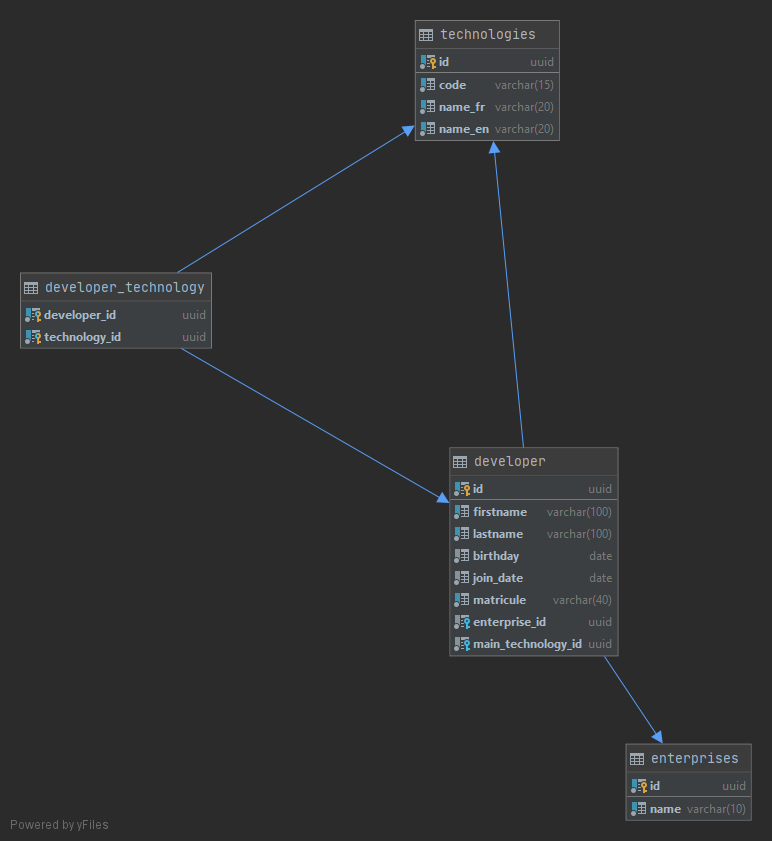 technologies
id uuid
code varchar(15)
name_fr varchar(20)
name_en varchar(20)
developer_technology
developer_id uuid
technology_id uuid
developer
id uuid
firstname varchar(100)
lastname varchar(100)
birthday date
join_date date
matricule varchar(40)
enterprise_id uuid
main_technology_id uuid
enterprises
id uuid
name varchar(10)
Powered by yFiles